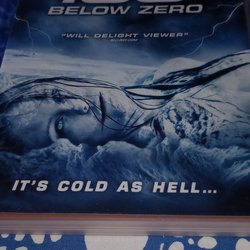 BELOW ZERO
"WILL DELIGHT VIEWER"
IT'S COLD AS HELL...